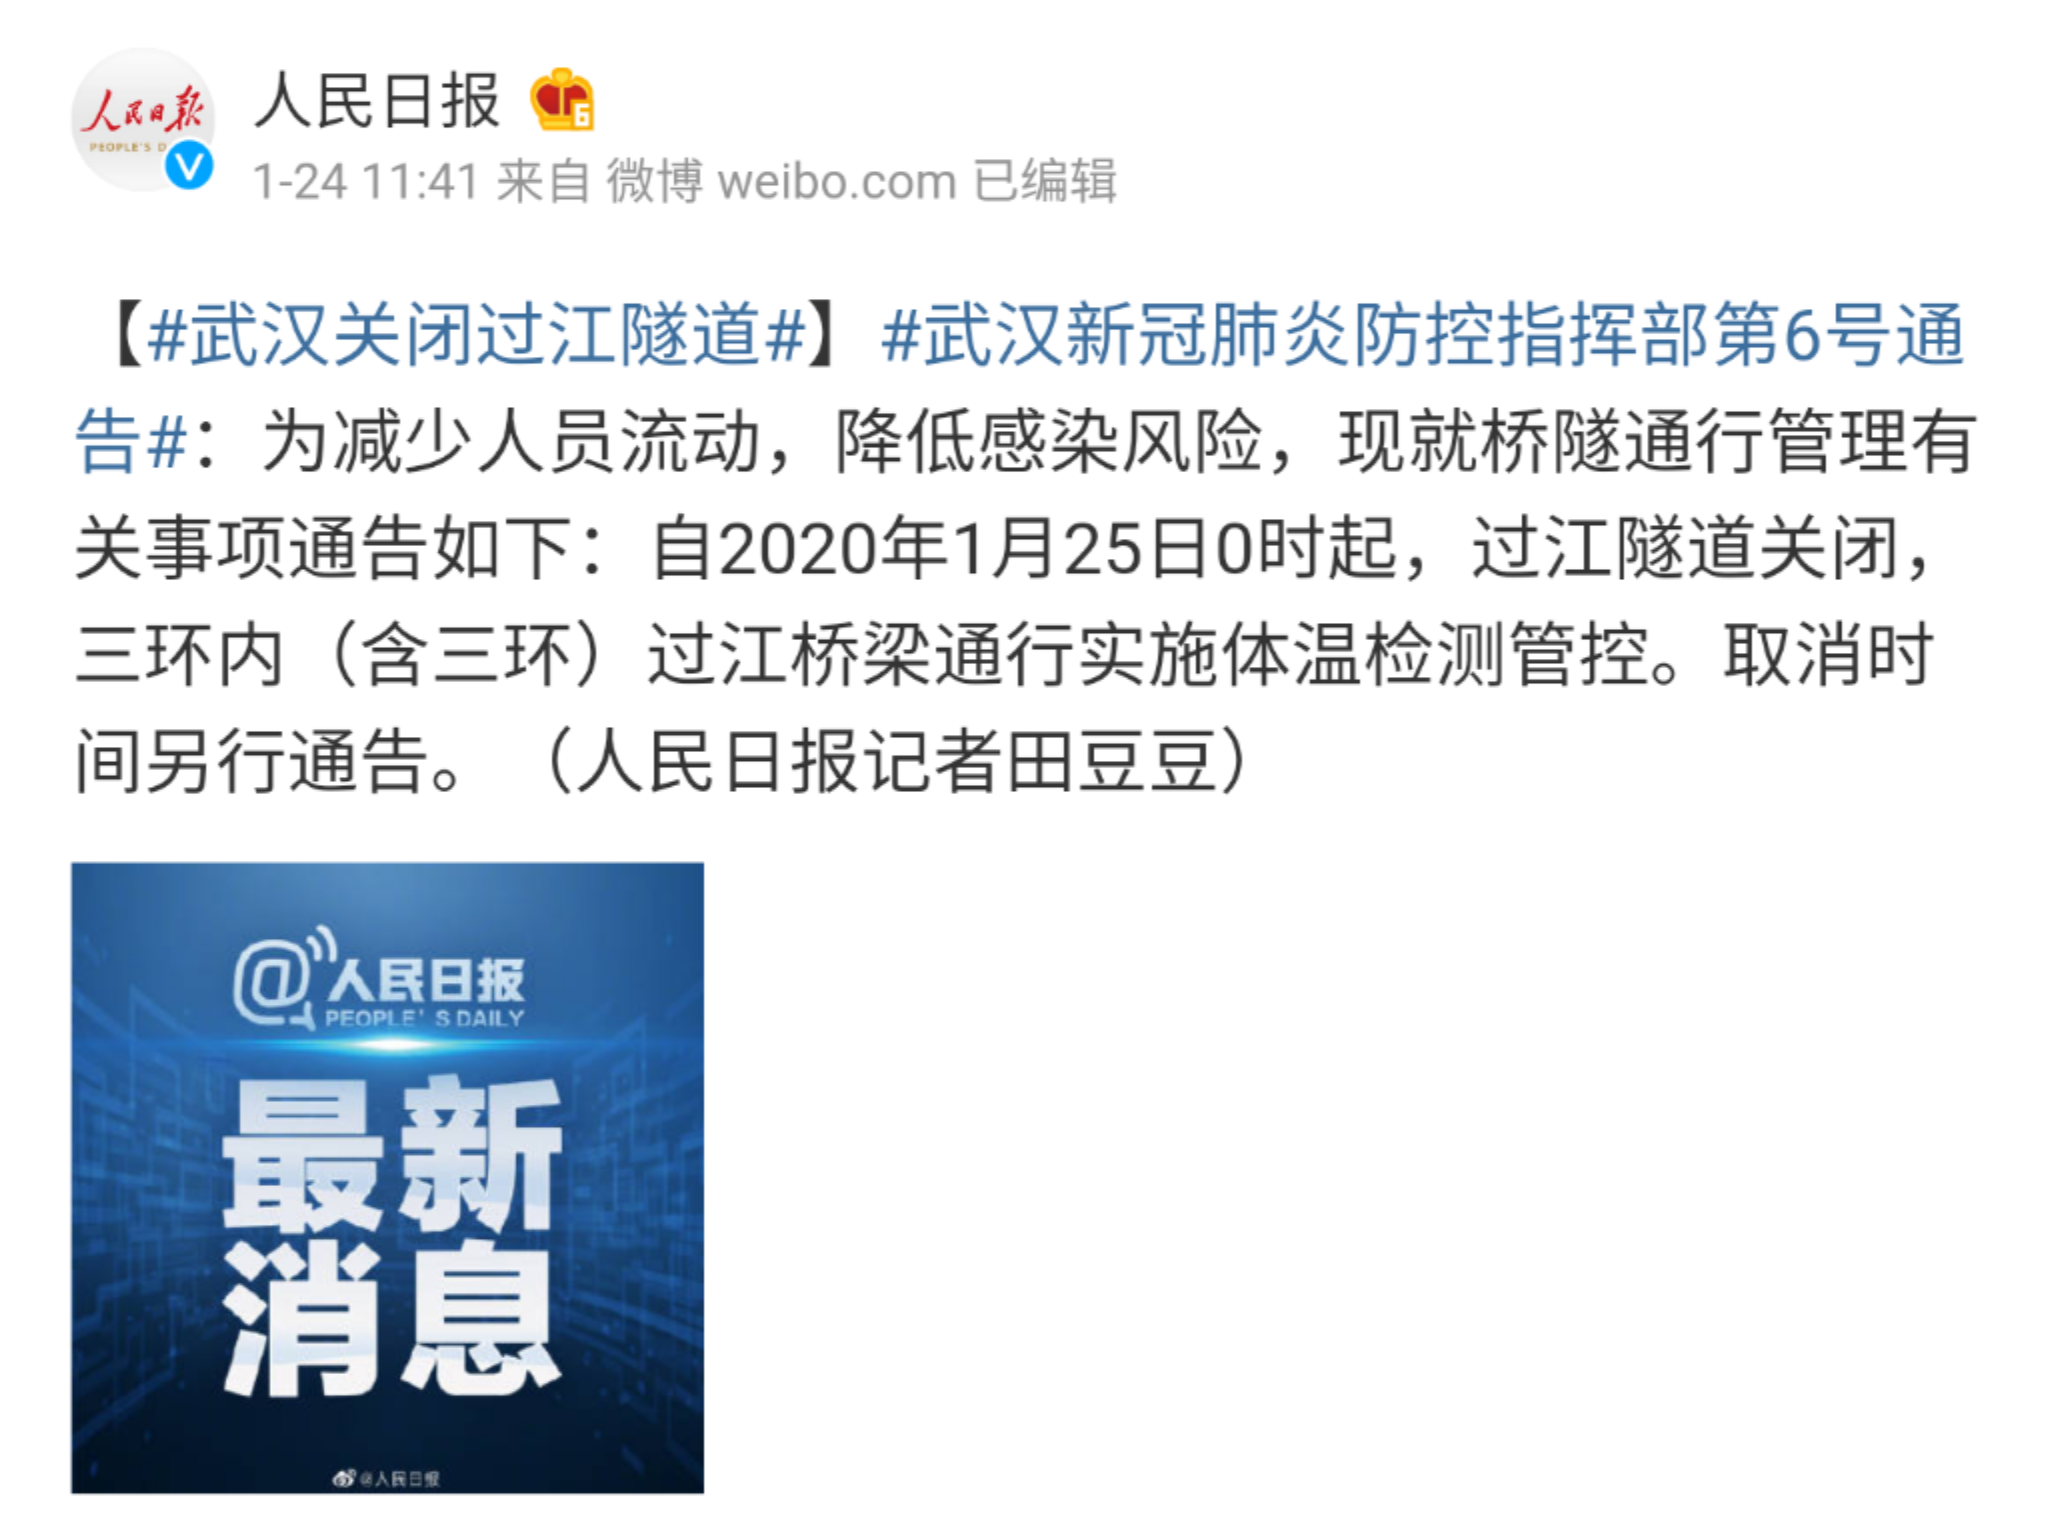 人民日报
PEOPLE'S D
人民日报
1-24 11:41 来自 微博 weibo.com 已编辑
【#武汉关闭过江隧道#】 #武汉新冠肺炎防控指挥部第6号通
告#：为减少人员流动，降低感染风险，现就桥隧通行管理有
关事项通告如下：自2020年1月25日0时起，过江隧道关闭，
三环内（含三环）过江桥梁通行实施体温检测管控。取消时
间另行通告。（人民日报记者田豆豆）
@人民日报
PEOPLE'S DAILY
最新
消息
@人民日报